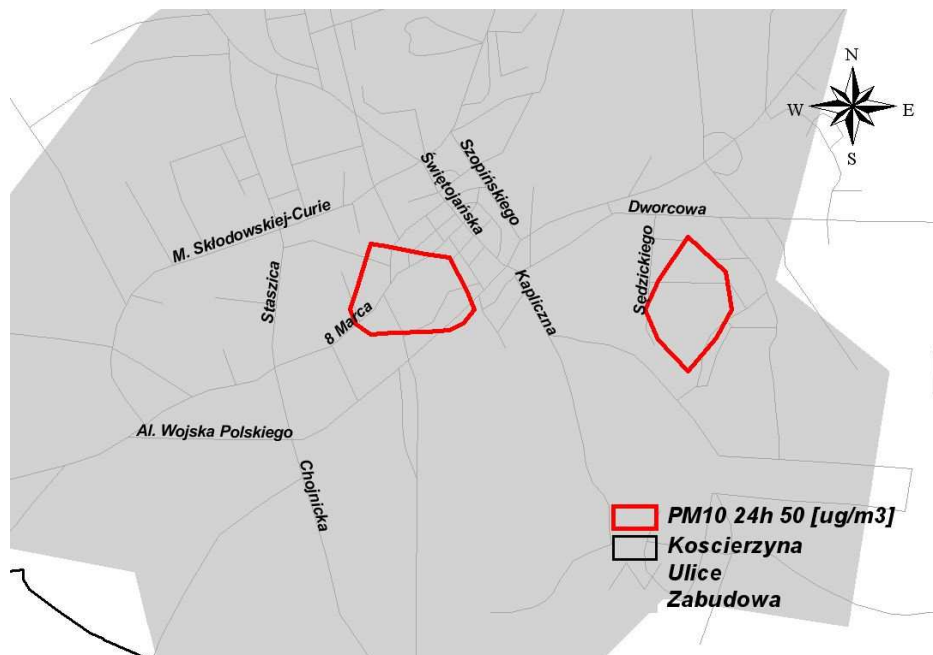 N
W
E
S
Szopińskiego
Świętojańska
Dworcowa
M. Skłodowskiej-Curie
Sędzickiego
Staszica
Kapliczna
8 Marca
Al. Wojska Polskiego
Chojnicka
PM10 24h 50 [ug/m3]
Koscierzyna
Ulice
Zabudowa